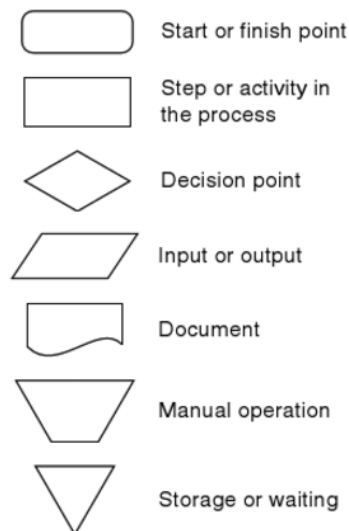 Start or finish point
Step or activity in
the process
Decision point
Input or output
Document
Manual operation
Storage or waiting